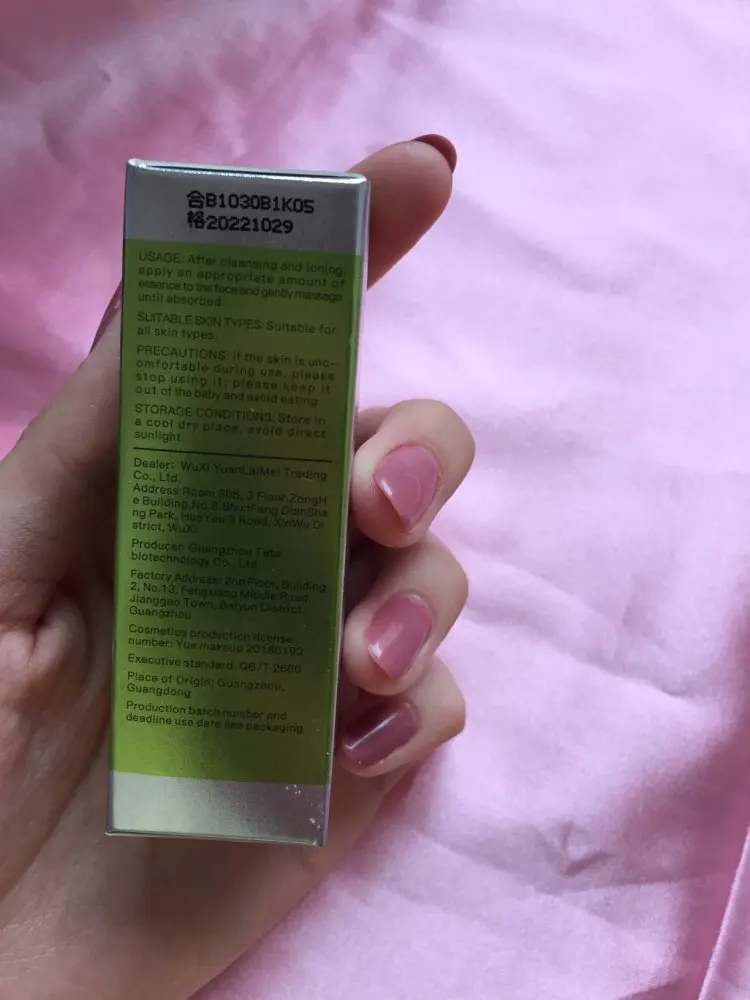 合B1030B1K05
格20221029
USAGE: After cleansing and toning,
apply an appropriate amount of
essence to the face and gently massage
until absorbed.
SUITABLE SKIN TYPES: Suitable for
all skin types.
PRECAUTIONS: if the skin is unc-
omfortable during use, please
stop using it; please keep it
out of the baby and avoid eating
STORAGE CONDITIONS: Store in
a cool dry place, avoid direct
sunlight.
Dealer: WuXi YuanLaiMei Trading
Co., Ltd.
Address:Room 305, 3 Floor,ZongH
e Building,No.8 ShunFang DianSha
ng Park, HuaYou 3 Road, XinWu Di
strict, WuXi
Producer: Guangzhou Tata
biotechnology Co., Ltd
Factory Address: 2nd Floor, Building
2, No.13, Fengxiang Middle Road,
Jianggao Town, Baiyun District,
Guangzhou
Cosmetics production license
number: Yue makeup 20180193
Executive standard: QB/T 2660
Place of Origin: Guangzhou,
Guangdong
Production batch number and
deadline use date see packaging